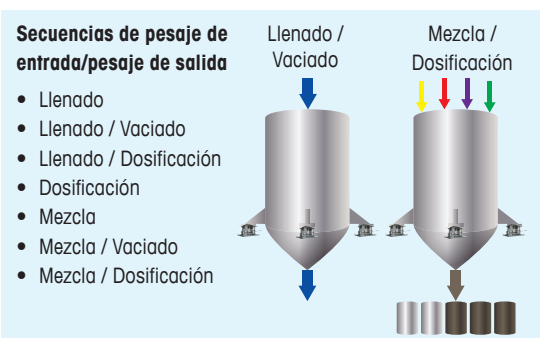 Secuencias de pesaje de
entrada/pesaje de salida
• Llenado
• Llenado / Vaciado
• Llenado / Dosificación
• Dosificación
• Mezcla
• Mezcla / Vaciado
• Mezcla / Dosificación
Llenado /
Vaciado
Mezcla /
Dosificación